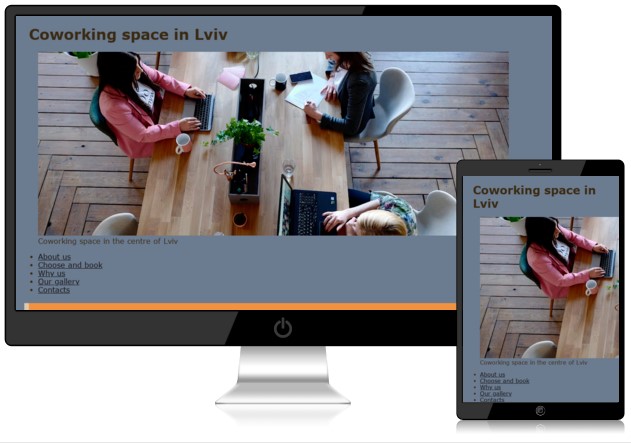 Coworking space in Lviv
Coworking space in the centre of Lviv
About us
Choose and book
Why us
Our gallery
Contacts
Coworking space in
Lviv
Coworking space in the centre of Lviv
About us
Choose and book
Why us
Our gallery
Contacts